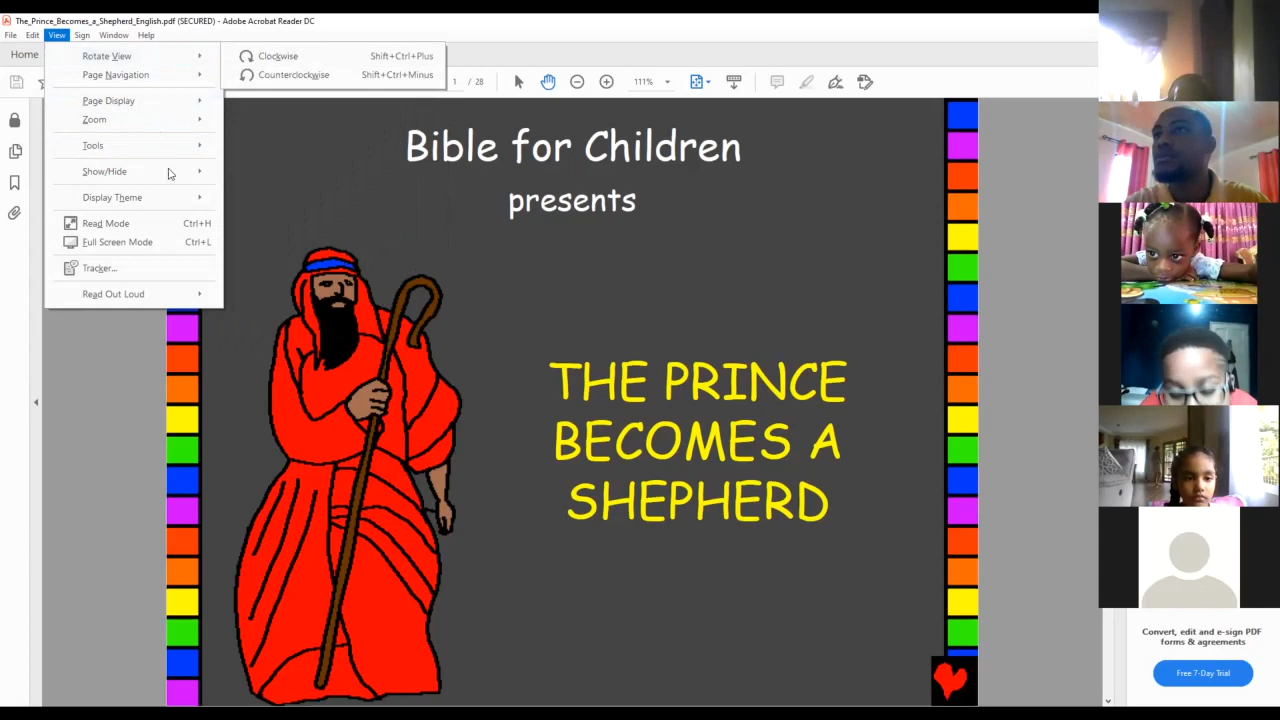 The_Prince_Becomes_a_Shepherd_English.pdf (SECURED) - Adobe Acrobat Reader DC
File Edit View Sign Window Help
Home
Rotate View
Page Navigation
Page Display
Zoom
Tools
Show/Hide
Display Theme
Read Mode Ctrl+H
Full Screen Mode Ctrl+L
Tracker...
Read Out Loud
Clockwise Shift+Ctrl+Plus
Counterclockwise Shift+Ctrl+Minus
1 / 28 111%
Bible for Children
presents
THE PRINCE
BECOMES A
SHEPHERD
Convert, edit and e-sign PDF
forms & agreements
Free 7-Day Trial